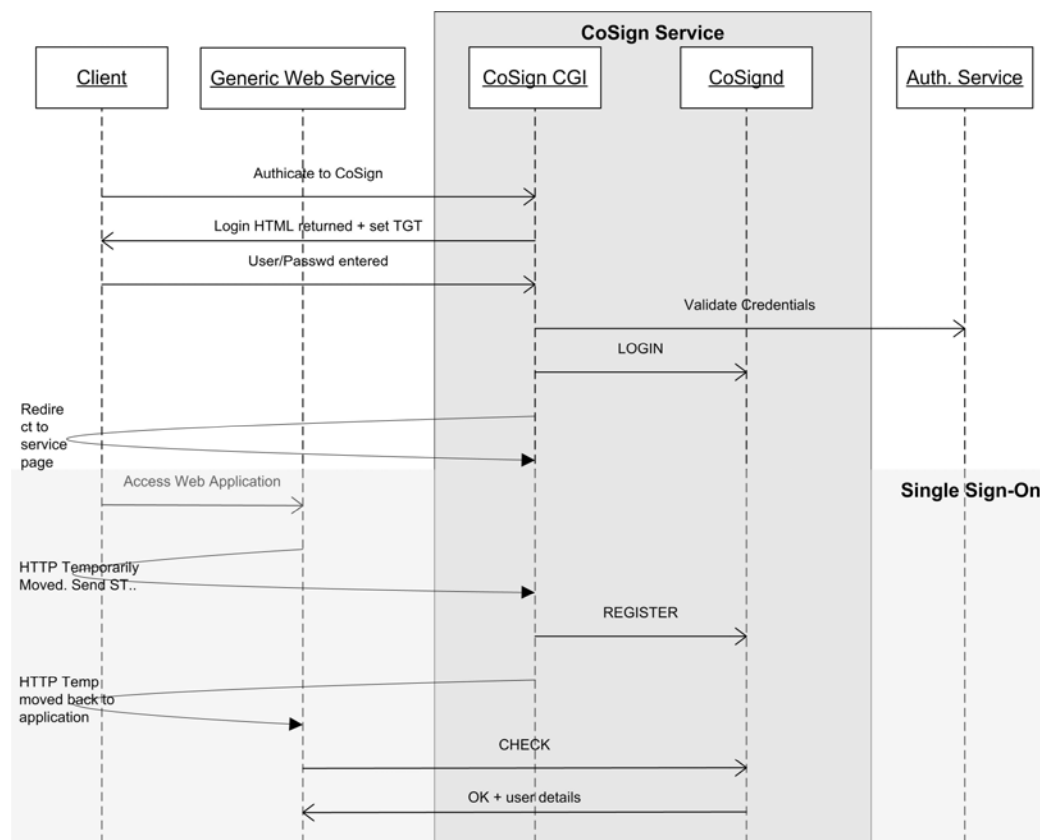 CoSign Service
Client
Generic Web Service
CoSign CGI
CoSignd
Auth. Service
Authicate to CoSign
Login HTML returned + set TGT
User/Passwd entered
Validate Credentials
LOGIN
Redire
ct to
service
page
Access Web Application
Single Sign-On
HTTP Temporarily
Moved. Send ST..
REGISTER
HTTP Temp
moved back to
application
CHECK
OK + user details